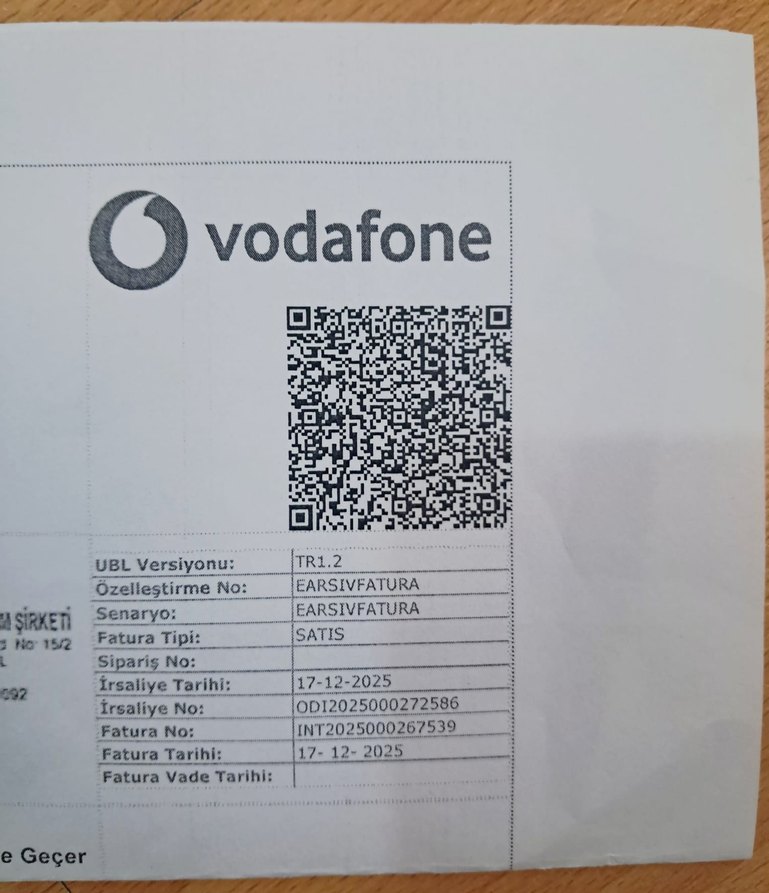 vodafone
UBL Versiyonu: TR1.2
Özelleştirme No: EARSIVFATURA
Senaryo: EARSIVFATURA
Fatura Tipi: SATIS
Sipariş No:
İrsaliye Tarihi: 17-12-2025
İrsaliye No: ODI2025000272586
Fatura No: INT2025000267539
Fatura Tarihi: 17- 12- 2025
Fatura Vade Tarihi:
M ŞİRKETİ
No 15/2
L
e Geçer